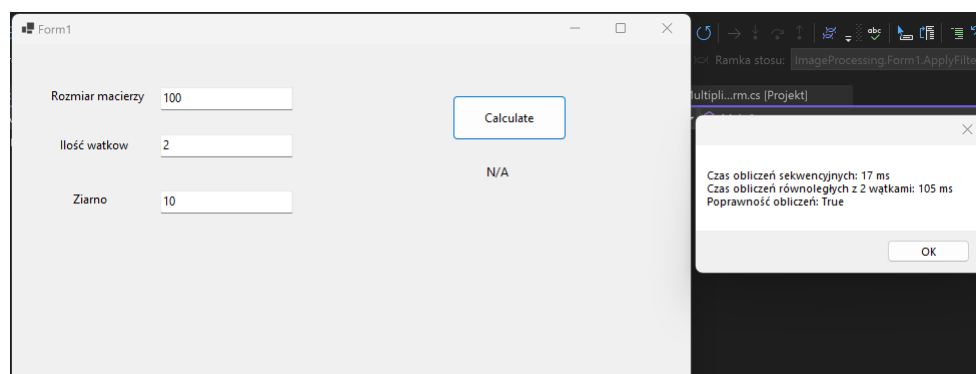 Form1
Ramka stosu: ImageProcessing.Form1.ApplyFilte
Multipli...rm.cs [Projekt]
Rozmiar macierzy 100
Calculate
Ilość watkow 2
N/A
Ziarno 10
Czas obliczeń sekwencyjnych: 17 ms
Czas obliczeń równoległych z 2 wątkami: 105 ms
Poprawność obliczeń: True
OK